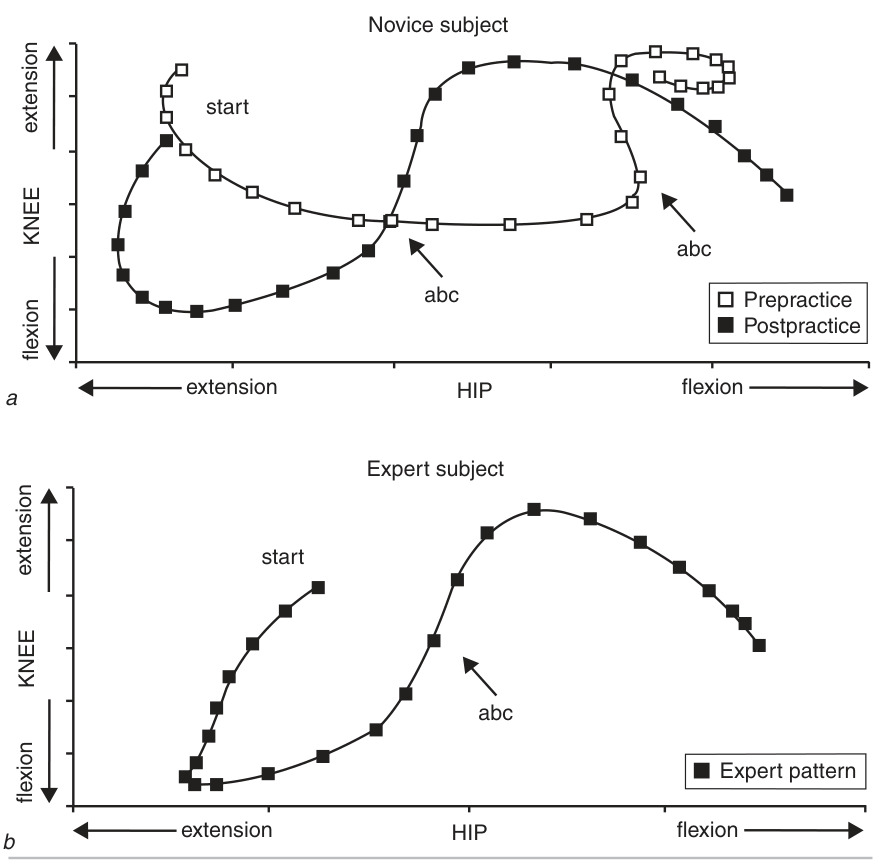 Novice subject
extension
start
KNEE
abc
abc
flexion
Prepractice
Postpractice
extension
HIP
flexion
a
Expert subject
extension
start
KNEE
abc
flexion
Expert pattern
extension
HIP
flexion
b